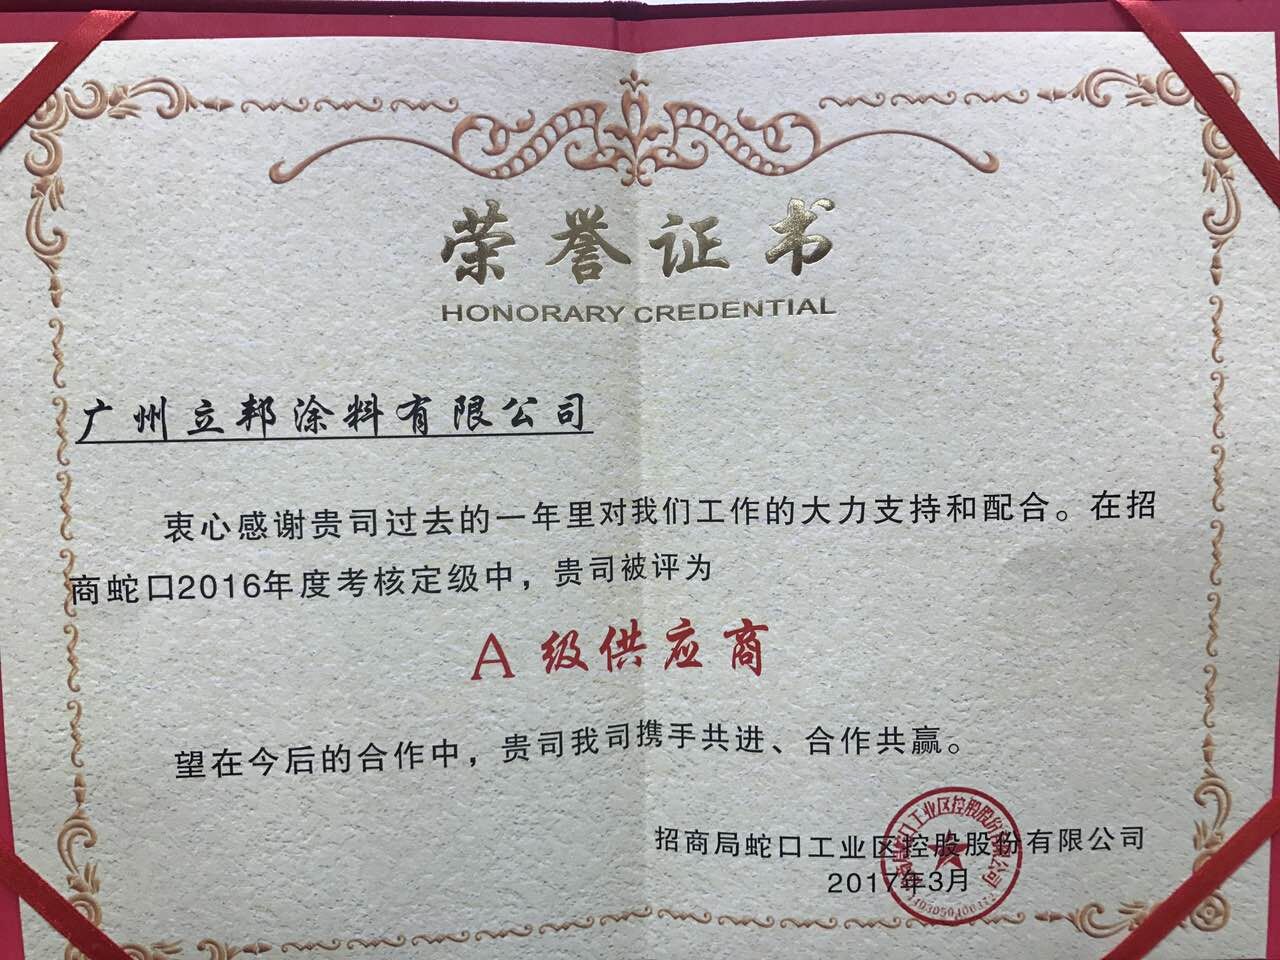 荣誉证书
HONORARY CREDENTIAL
广州立邦涂料有限公司
衷心感谢贵司过去的一年里对我们工作的大力支持和配合。在招
商蛇口2016年度考核定级中，贵司被评为
A级供应商
望在今后的合作中，贵司我司携手共进、合作共赢。
招商局蛇口工业区控股股份有限公司
2017年3月